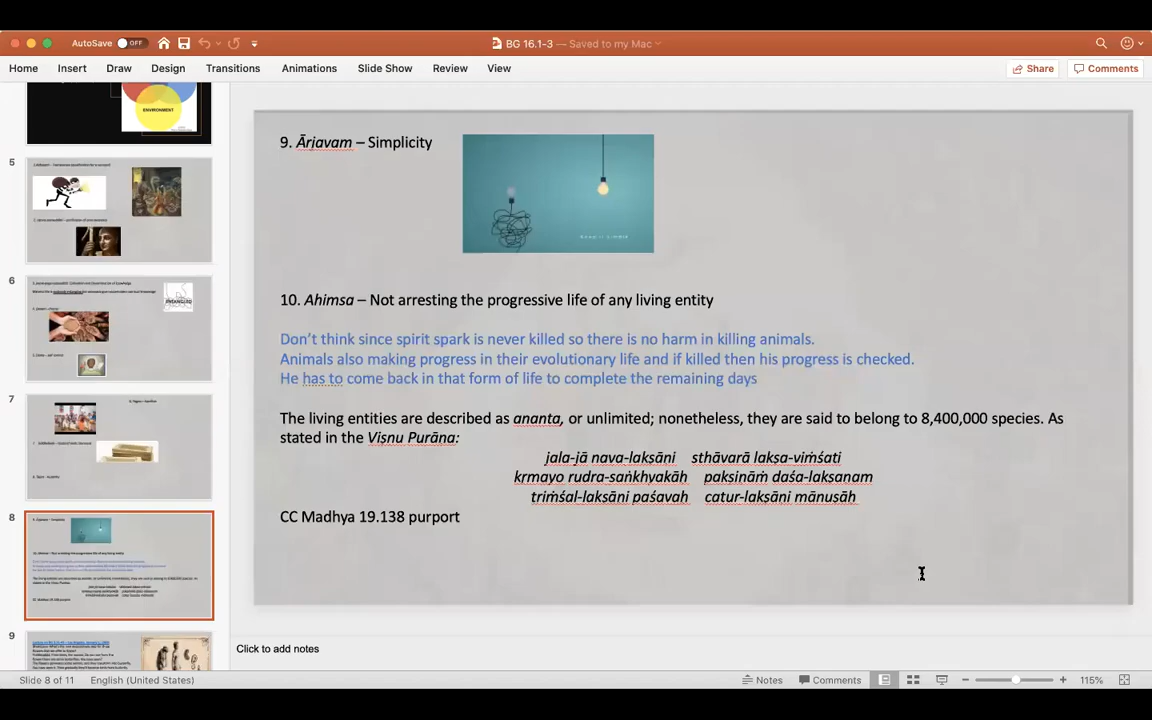 AutoSave OFF
BG 16.1-3 — Saved to my Mac
Home Insert Draw Design Transitions Animations Slide Show Review View
Share Comments
ENVIRONMENT
5
6
7
8
9
9. Ārjavam – Simplicity
10. Ahimsa – Not arresting the progressive life of any living entity
Don't think since spirit spark is never killed so there is no harm in killing animals.
Animals also making progress in their evolutionary life and if killed then his progress is checked.
He has to come back in that form of life to complete the remaining days
The living entities are described as ananta, or unlimited; nonetheless, they are said to belong to 8,400,000 species. As
stated in the Viṣṇu Purāṇa:
jala-jā nava-lakṣāṇi sthāvarā lakṣa-viṁśati
kṛmayo rudra-saṅkhyakāḥ pakṣiṇāṁ daśa-lakṣaṇam
triṁśal-lakṣāṇi paśavaḥ catur-lakṣāṇi mānuṣāḥ
CC Madhya 19.138 purport
Click to add notes
Slide 8 of 11 English (United States)
Notes Comments 115%